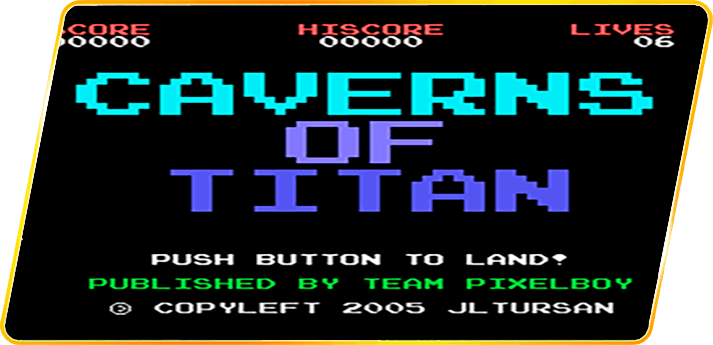 SCORE HISCORE LIVES
00000 00000 06
CAVERNS
OF
TITAN
PUSH BUTTON TO LAND!
PUBLISHED BY TEAM PIXELBOY
COPYLEFT 2005 JLTURSAN